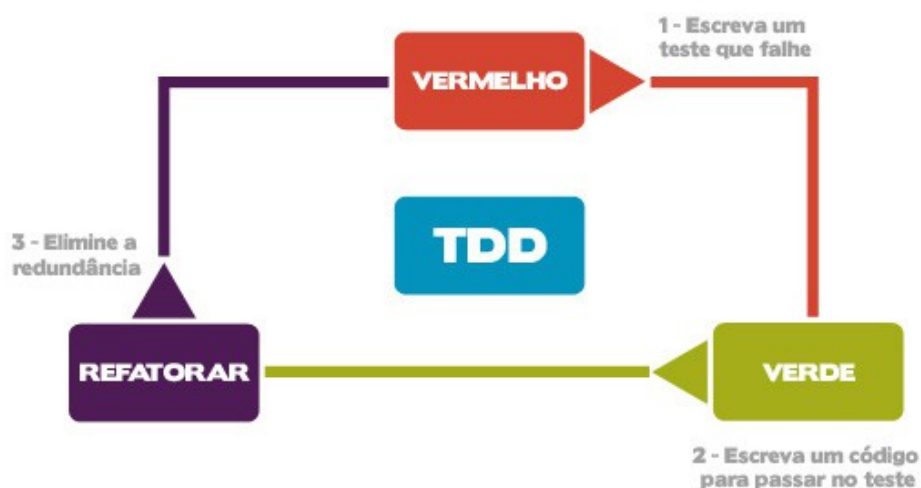 1 - Escreva um
teste que falhe
VERMELHO
TDD
3 - Elimine a
redundância
REFATORAR
VERDE
2 - Escreva um código
para passar no teste